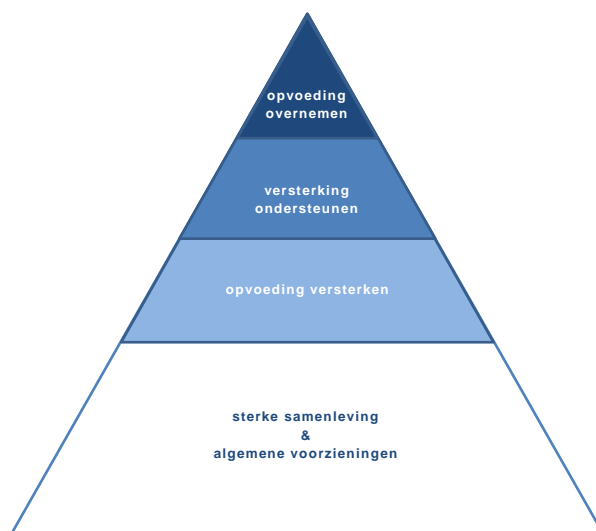 opvoeding
overnemen
versterking
ondersteunen
opvoeding versterken
sterke samenleving
&
algemene voorzieningen